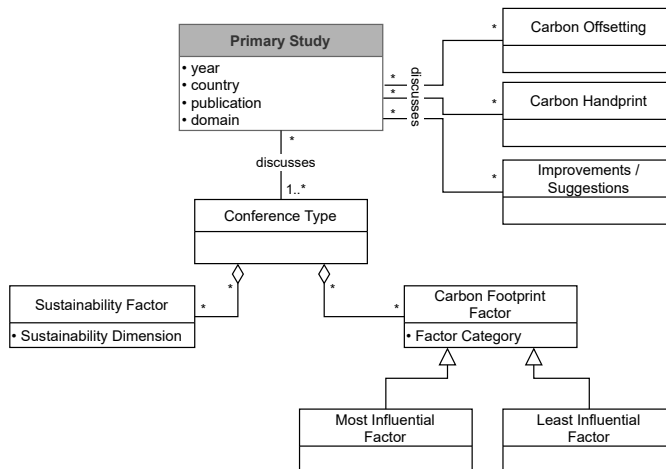 Primary Study
• year
• country
• publication
• domain
*
*
*
discusses
*
Carbon Offsetting
*
Carbon Handprint
*
Improvements /
Suggestions
*
discusses
1..*
Conference Type
*
*
Sustainability Factor
• Sustainability Dimension
*
*
Carbon Footprint
Factor
• Factor Category
Most Influential
Factor
Least Influential
Factor